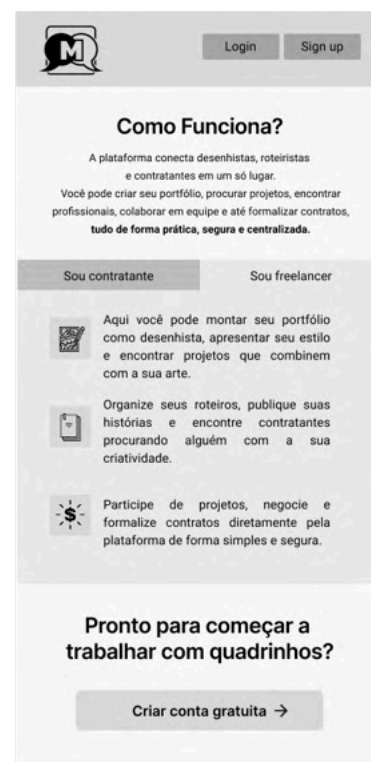 M
Login Sign up
Como Funciona?
A plataforma conecta desenhistas, roteiristas
e contratantes em um só lugar.
Você pode criar seu portfólio, procurar projetos, encontrar
profissionais, colaborar em equipe e até formalizar contratos,
tudo de forma prática, segura e centralizada.
Sou contratante Sou freelancer
Aqui você pode montar seu portfólio
como desenhista, apresentar seu estilo
e encontrar projetos que combinem
com a sua arte.
Organize seus roteiros, publique suas
histórias e encontre contratantes
procurando alguém com a sua
criatividade.
$
Participe de projetos, negocie e
formalize contratos diretamente pela
plataforma de forma simples e segura.
Pronto para começar a
trabalhar com quadrinhos?
Criar conta gratuita →